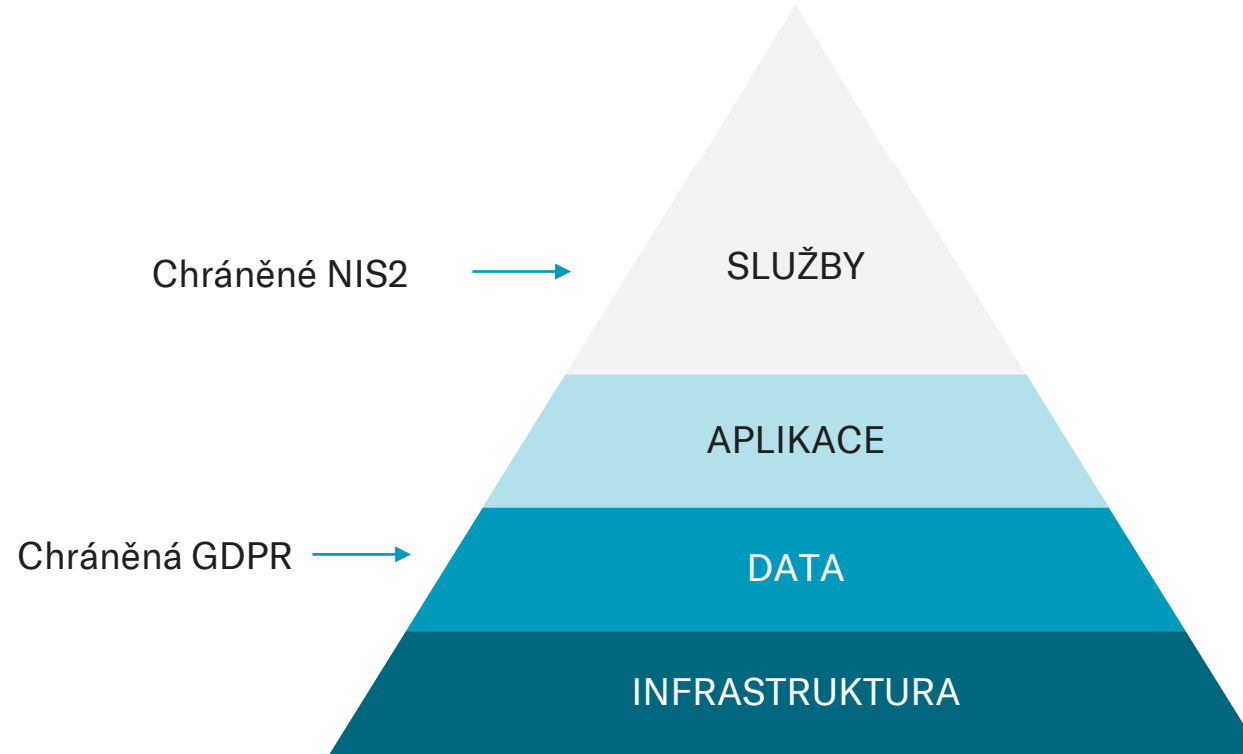 SLUŽBY
Chráněné NIS2
APLIKACE
Chráněná GDPR
DATA
INFRASTRUKTURA